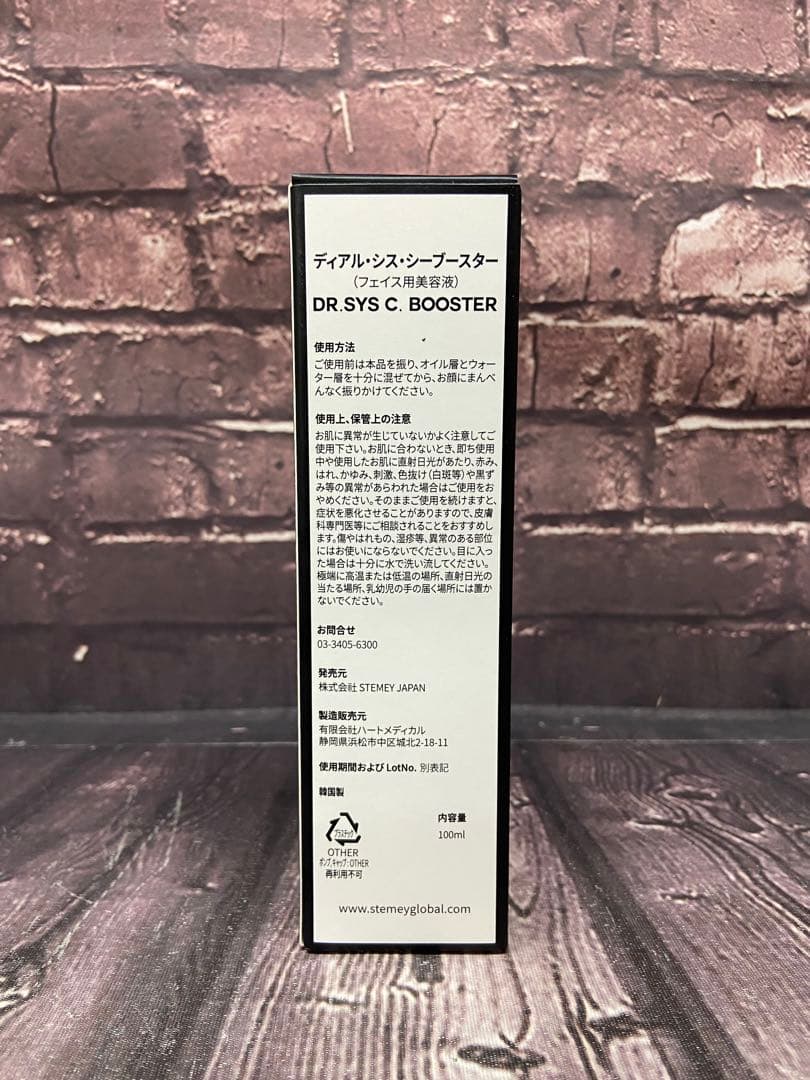 ディアル・シス・シーブースター
（フェイス用美容液）
DR.SYS C. BOOSTER
使用方法
ご使用前は本品を振り、オイル層とウォー
ター層を十分に混ぜてから、お顔にまんべ
んなく振りかけてください。
使用上、保管上の注意
お肌に異常が生じていないかよく注意してご
使用下さい。お肌に合わないとき、即ち使用
中や使用したお肌に直射日光があたり、赤み、
はれ、かゆみ、刺激、色抜け（白斑等）や黒ず
み等の異常があらわれた場合はご使用をお
やめください。そのままご使用を続けますと、
症状を悪化させることがありますので、皮膚
科専門医等にご相談されることをおすすめし
ます。傷やはれもの、湿疹等、異常のある部位
にはお使いにならないでください。目に入っ
た場合は十分に水で洗い流してください。
極端に高温または低温の場所、直射日光の
当たる場所、乳幼児の手の届く場所には置か
ないでください。
お問合せ
03-3405-6300
発売元
株式会社 STEMEY JAPAN
製造販売元
有限会社ハートメディカル
静岡県浜松市中区城北2-18-11
使用期間および LotNo. 別表記
韓国製
プラスチック
OTHER
ポンプ,キャップ : OTHER
再利用不可
内容量
100ml
www.stemeyglobal.com